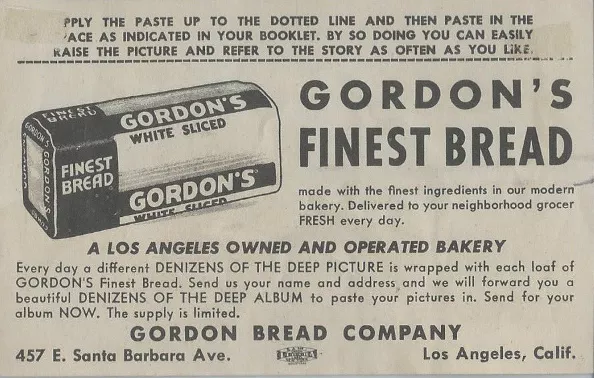 PPLY THE PASTE UP TO THE DOTTED LINE AND THEN PASTE IN THE
ACE AS INDICATED IN YOUR BOOKLET. BY SO DOING YOU CAN EASILY
RAISE THE PICTURE AND REFER TO THE STORY AS OFTEN AS YOU LIKE.
FINEST BREAD
GORDON'S
WHITE SLICED
GORDON'S
FINEST
BREAD
GORDON'S
WHITE SLICED
GORDON'S
FINEST BREAD
made with the finest ingredients in our modern
bakery. Delivered to your neighborhood grocer
FRESH every day.
A LOS ANGELES OWNED AND OPERATED BAKERY
Every day a different DENIZENS OF THE DEEP PICTURE is wrapped with each loaf of
GORDON'S Finest Bread. Send us your name and address and we will forward you a
beautiful DENIZENS OF THE DEEP ALBUM to paste your pictures in. Send for your
album NOW. The supply is limited.
GORDON BREAD COMPANY
457 E. Santa Barbara Ave.
Los Angeles, Calif.